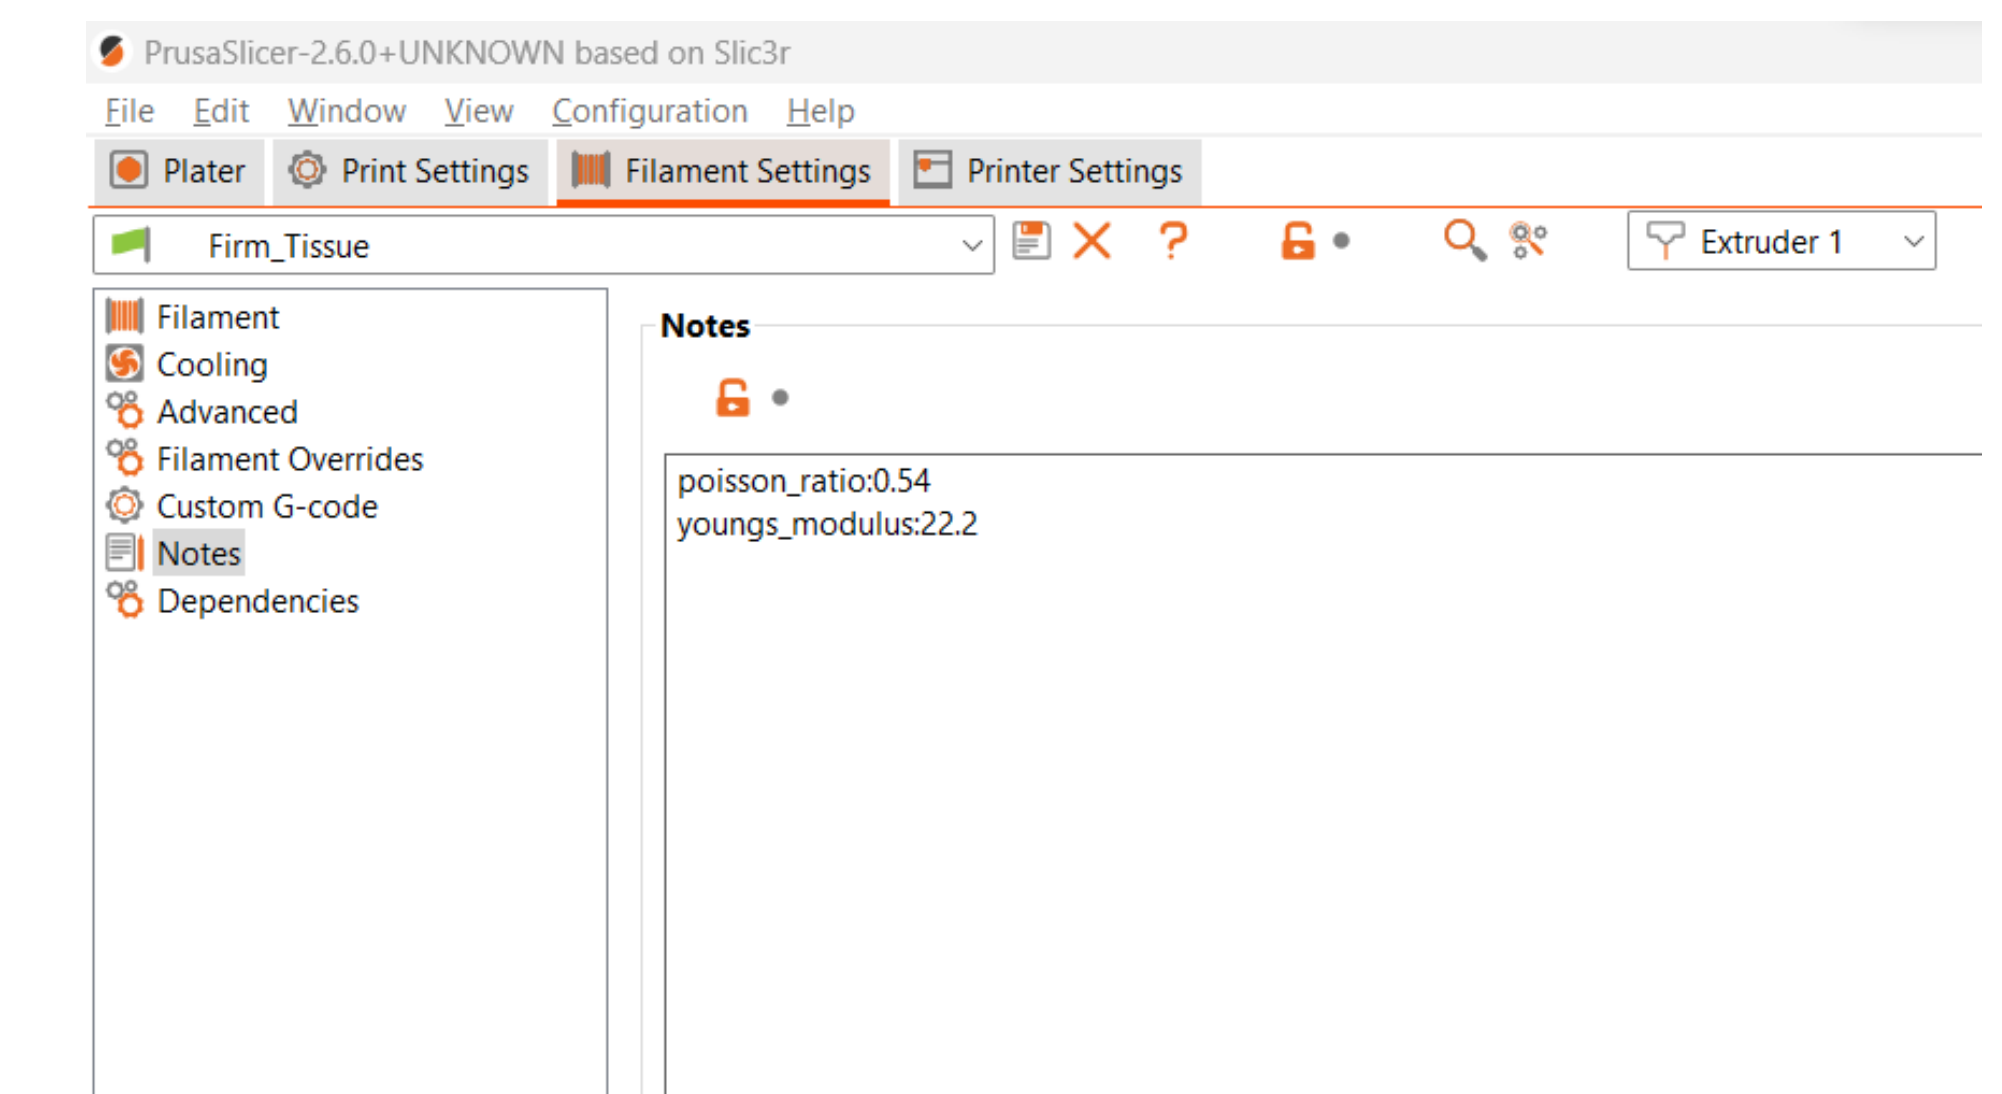 PrusaSlicer-2.6.0+UNKNOWN based on Slic3r
File Edit Window View Configuration Help
Plater Print Settings Filament Settings Printer Settings
Firm_Tissue ? Extruder 1
Filament
Cooling
Advanced
Filament Overrides
Custom G-code
Notes
Dependencies
Notes
poisson_ratio:0.54
youngs_modulus:22.2